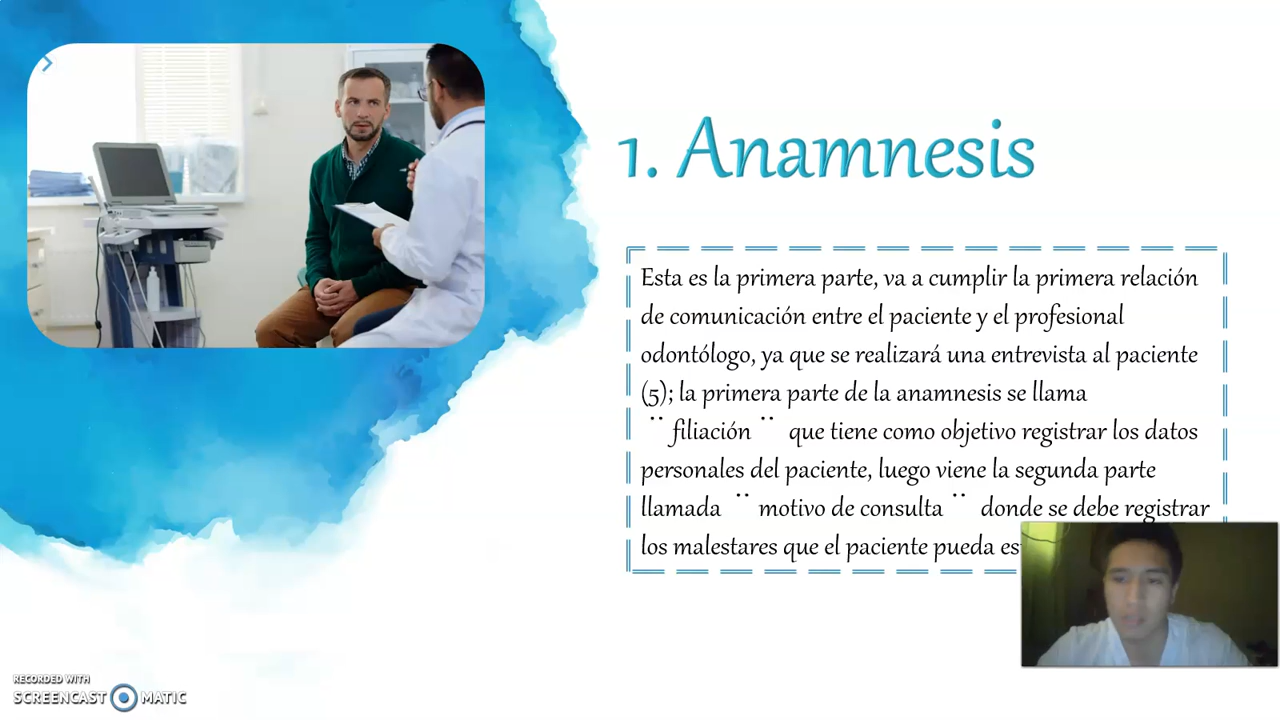 1. Anamnesis
Esta es la primera parte, va a cumplir la primera relación
de comunicación entre el paciente y el profesional
odontólogo, ya que se realizará una entrevista al paciente
(5); la primera parte de la anamnesis se llama
¨filiación¨ que tiene como objetivo registrar los datos
personales del paciente, luego viene la segunda parte
llamada ¨motivo de consulta¨ donde se debe registrar
los malestares que el paciente pueda
RECORDED WITH
SCREENCAST MATIC